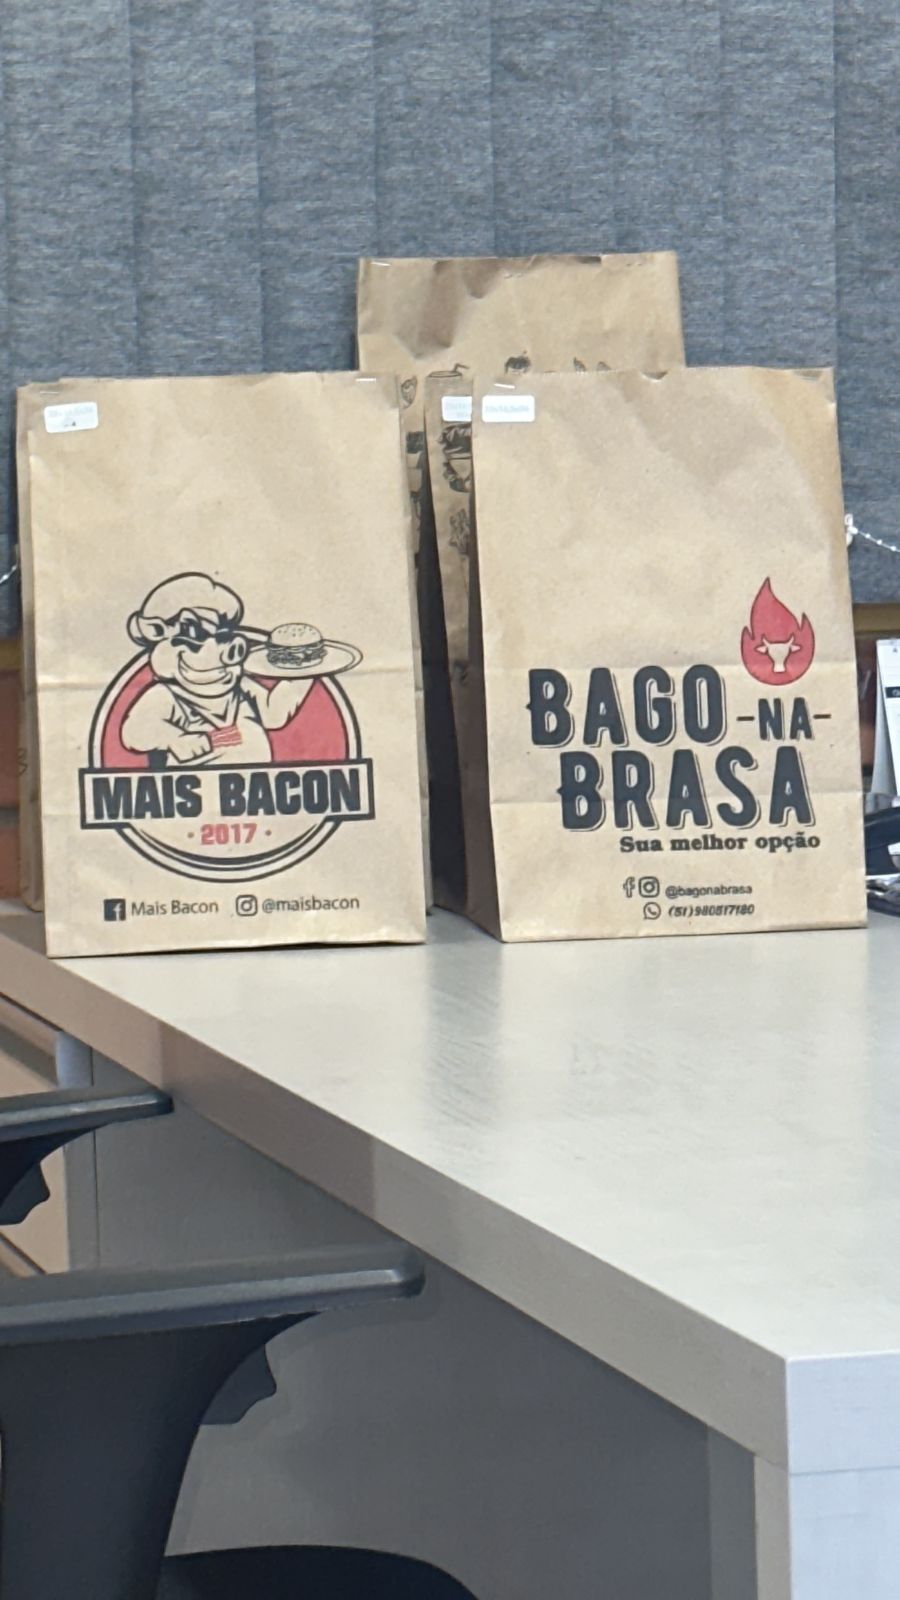 MAIS BACON
· 2017 ·
Mais Bacon @maisbacon
BAGO -NA-
BRASA
Sua melhor opção
@bagonabrasa
(51)980517180